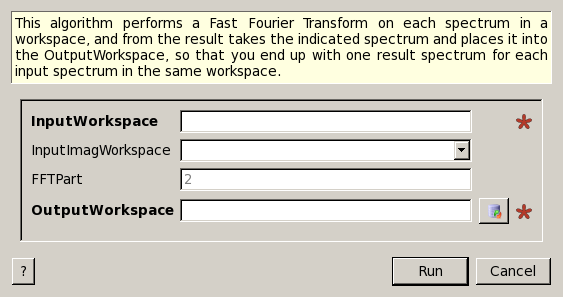 This algorithm performs a Fast Fourier Transform on each spectrum in a
workspace, and from the result takes the indicated spectrum and places it into
the OutputWorkspace, so that you end up with one result spectrum for each
input spectrum in the same workspace.
InputWorkspace
InputImagWorkspace
FFTPart 2
OutputWorkspace
? Run Cancel